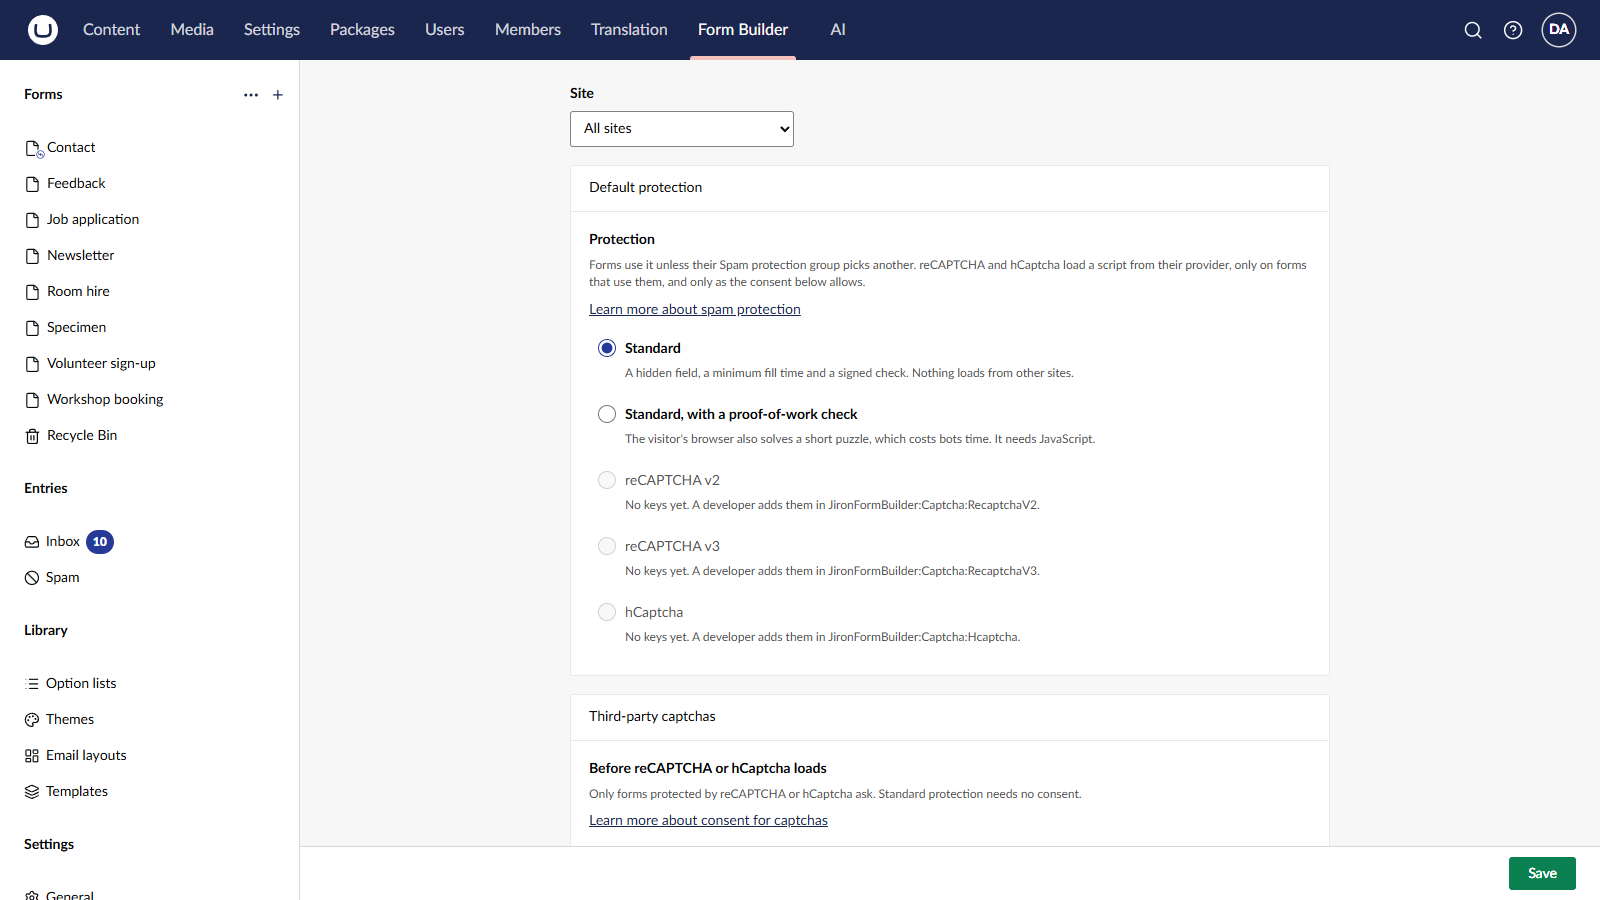 Content
Media
Settings
Packages
Users
Members
Translation
Form Builder
AI
DA
Forms
Contact
Feedback
Job application
Newsletter
Room hire
Specimen
Volunteer sign-up
Workshop booking
Recycle Bin
Entries
Inbox 10
Spam
Library
Option lists
Themes
Email layouts
Templates
Settings
General
Site
All sites
Default protection
Protection
Forms use it unless their Spam protection group picks another. reCAPTCHA and hCaptcha load a script from their provider, only on forms
that use them, and only as the consent below allows.
Learn more about spam protection
Standard
A hidden field, a minimum fill time and a signed check. Nothing loads from other sites.
Standard, with a proof-of-work check
The visitor's browser also solves a short puzzle, which costs bots time. It needs JavaScript.
reCAPTCHA v2
No keys yet. A developer adds them in JironFormBuilder:Captcha:RecaptchaV2.
reCAPTCHA v3
No keys yet. A developer adds them in JironFormBuilder:Captcha:RecaptchaV3.
hCaptcha
No keys yet. A developer adds them in JironFormBuilder:Captcha:Hcaptcha.
Third-party captchas
Before reCAPTCHA or hCaptcha loads
Only forms protected by reCAPTCHA or hCaptcha ask. Standard protection needs no consent.
Learn more about consent for captchas
Save